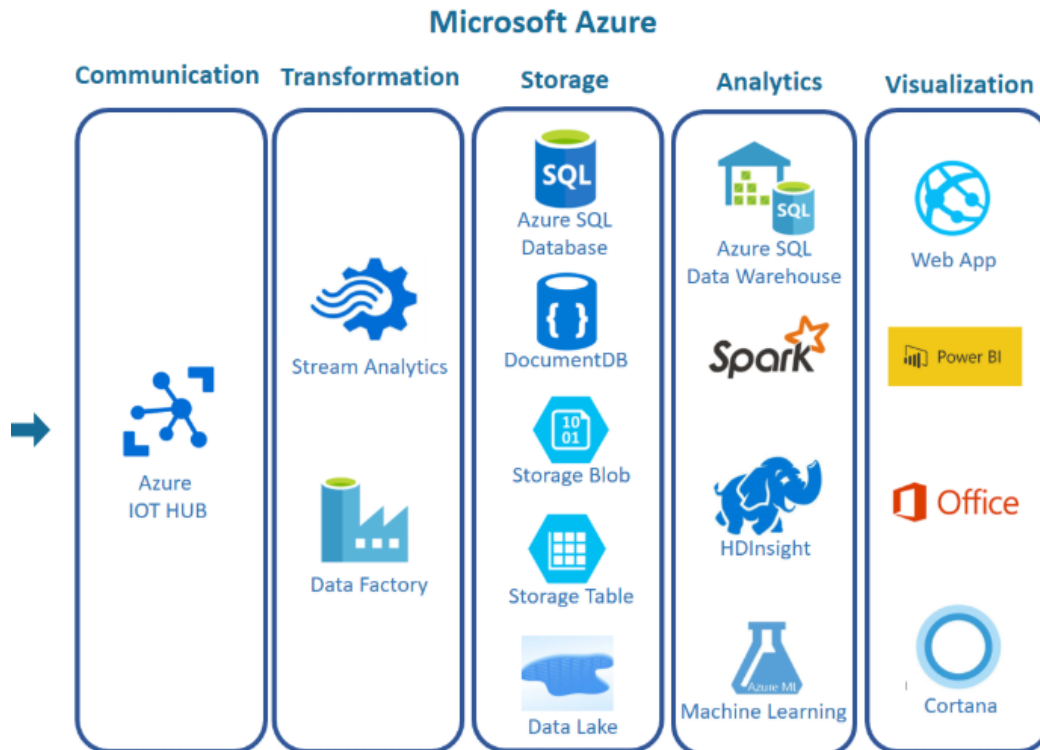 Microsoft Azure
Communication
Transformation
Storage
Analytics
Visualization
Azure
IOT HUB
Stream Analytics
Data Factory
SQL
Azure SQL
Database
{ }
DocumentDB
10
01
Storage Blob
Storage Table
Data Lake
SQL
Azure SQL
Data Warehouse
Spark
HDInsight
Azure ML
Machine Learning
Web App
Power BI
Office
Cortana